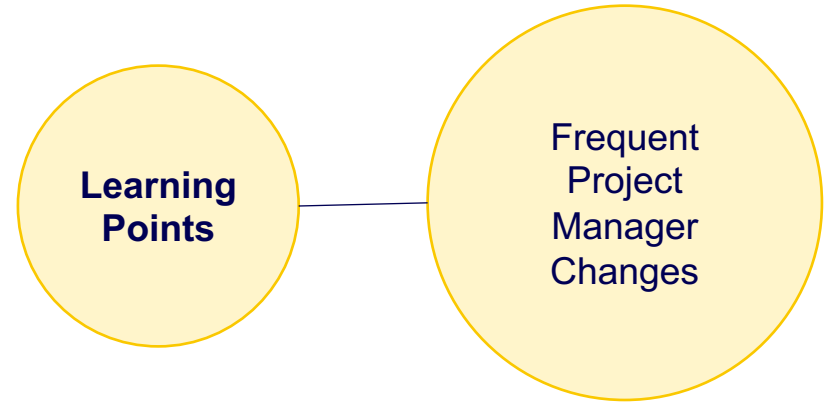 Learning
Points
Frequent
Project
Manager
Changes